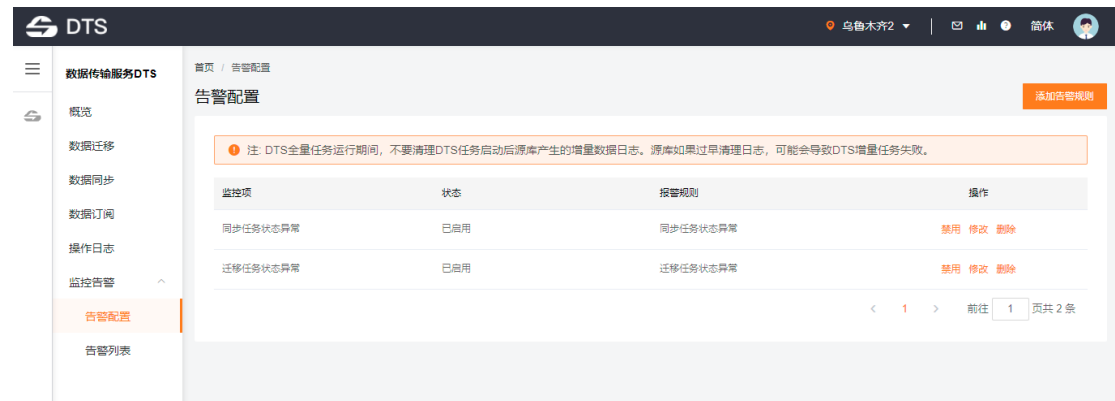 DTS
乌鲁木齐2
简体
数据传输服务DTS
概览
数据迁移
数据同步
数据订阅
操作日志
监控告警
告警配置
告警列表
首页 / 告警配置
告警配置
添加告警规则
注: DTS全量任务运行期间，不要清理DTS任务启动后源库产生的增量数据日志。源库如果过早清理日志，可能会导致DTS增量任务失败。
监控项 状态 报警规则 操作
同步任务状态异常 已启用 同步任务状态异常 禁用 修改 删除
迁移任务状态异常 已启用 迁移任务状态异常 禁用 修改 删除
< 1 > 前往 1 页共 2 条